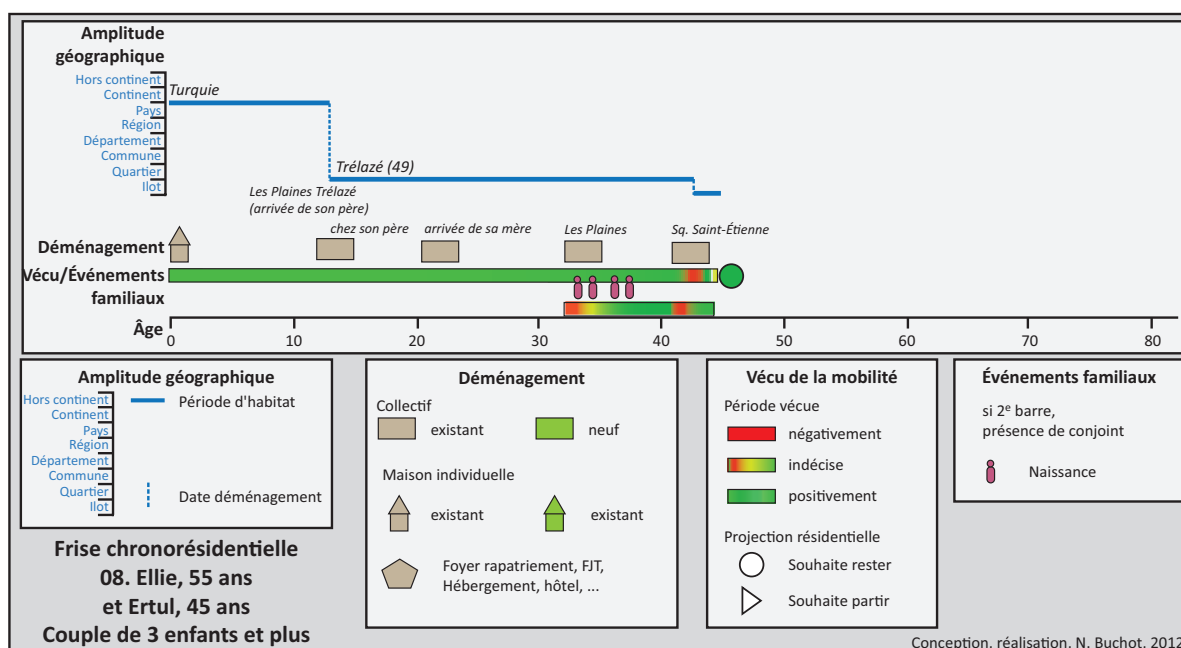 Amplitude
géographique
Hors continent
Continent
Pays
Région
Département
Commune
Quartier
Ilot
Turquie
Trélazé (49)
Les Plaines Trélazé
(arrivée de son père)
chez son père
arrivée de sa mère
Les Plaines
Sq. Saint-Étienne
Déménagement
Vécu/Événements
familiaux
Âge
0 10 20 30 40 50 60 70 80
Amplitude géographique
Hors continent
Continent
Pays
Région
Département
Commune
Quartier
Ilot
Période d'habitat
Date déménagement
Frise chronorésidentielle
08. Ellie, 55 ans
et Ertul, 45 ans
Couple de 3 enfants et plus
Déménagement
Collectif
existant neuf
Maison individuelle
existant existant
Foyer rapatriement, FJT,
Hébergement, hôtel, ...
Vécu de la mobilité
Période vécue
négativement
indécise
positivement
Projection résidentielle
Souhaite rester
Souhaite partir
Événements familiaux
si 2e barre,
présence de conjoint
Naissance
Conception, réalisation, N. Buchot, 2012